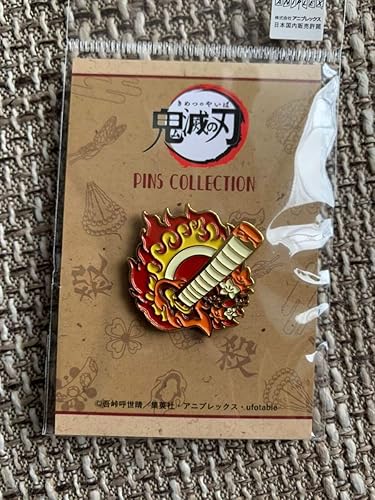 ANIPLEX
株式会社アニプレックス
日本国内販売許諾
きめつのやいば
鬼滅の刃
PINS COLLECTION
殺
殺
©吾峠呼世晴／集英社・アニプレックス・ufotable